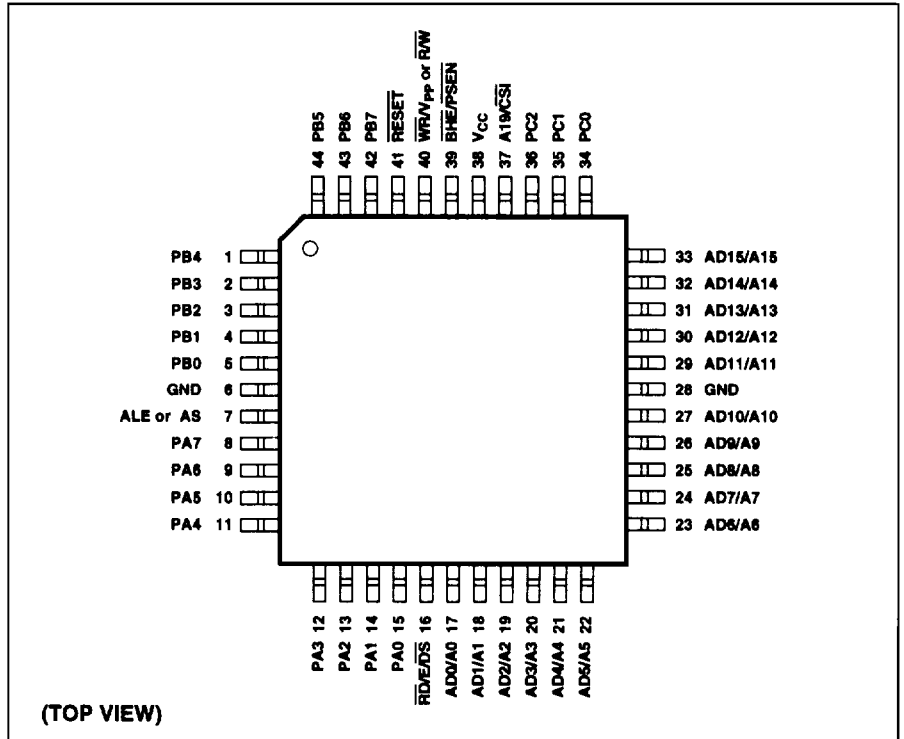 44 PB5
43 PB6
42 PB7
41 RESET
40 WR/VPP or R/W
39 BHE/PSEN
38 VCC
37 A19/CSI
36 PC2
35 PC1
34 PC0
PB4 1
PB3 2
PB2 3
PB1 4
PB0 5
GND 6
ALE or AS 7
PA7 8
PA6 9
PA5 10
PA4 11
33 AD15/A15
32 AD14/A14
31 AD13/A13
30 AD12/A12
29 AD11/A11
28 GND
27 AD10/A10
26 AD9/A9
25 AD8/A8
24 AD7/A7
23 AD6/A6
PA3 12
PA2 13
PA1 14
PA0 15
RD/E/DS 16
AD0/A0 17
AD1/A1 18
AD2/A2 19
AD3/A3 20
AD4/A4 21
AD5/A5 22
(TOP VIEW)